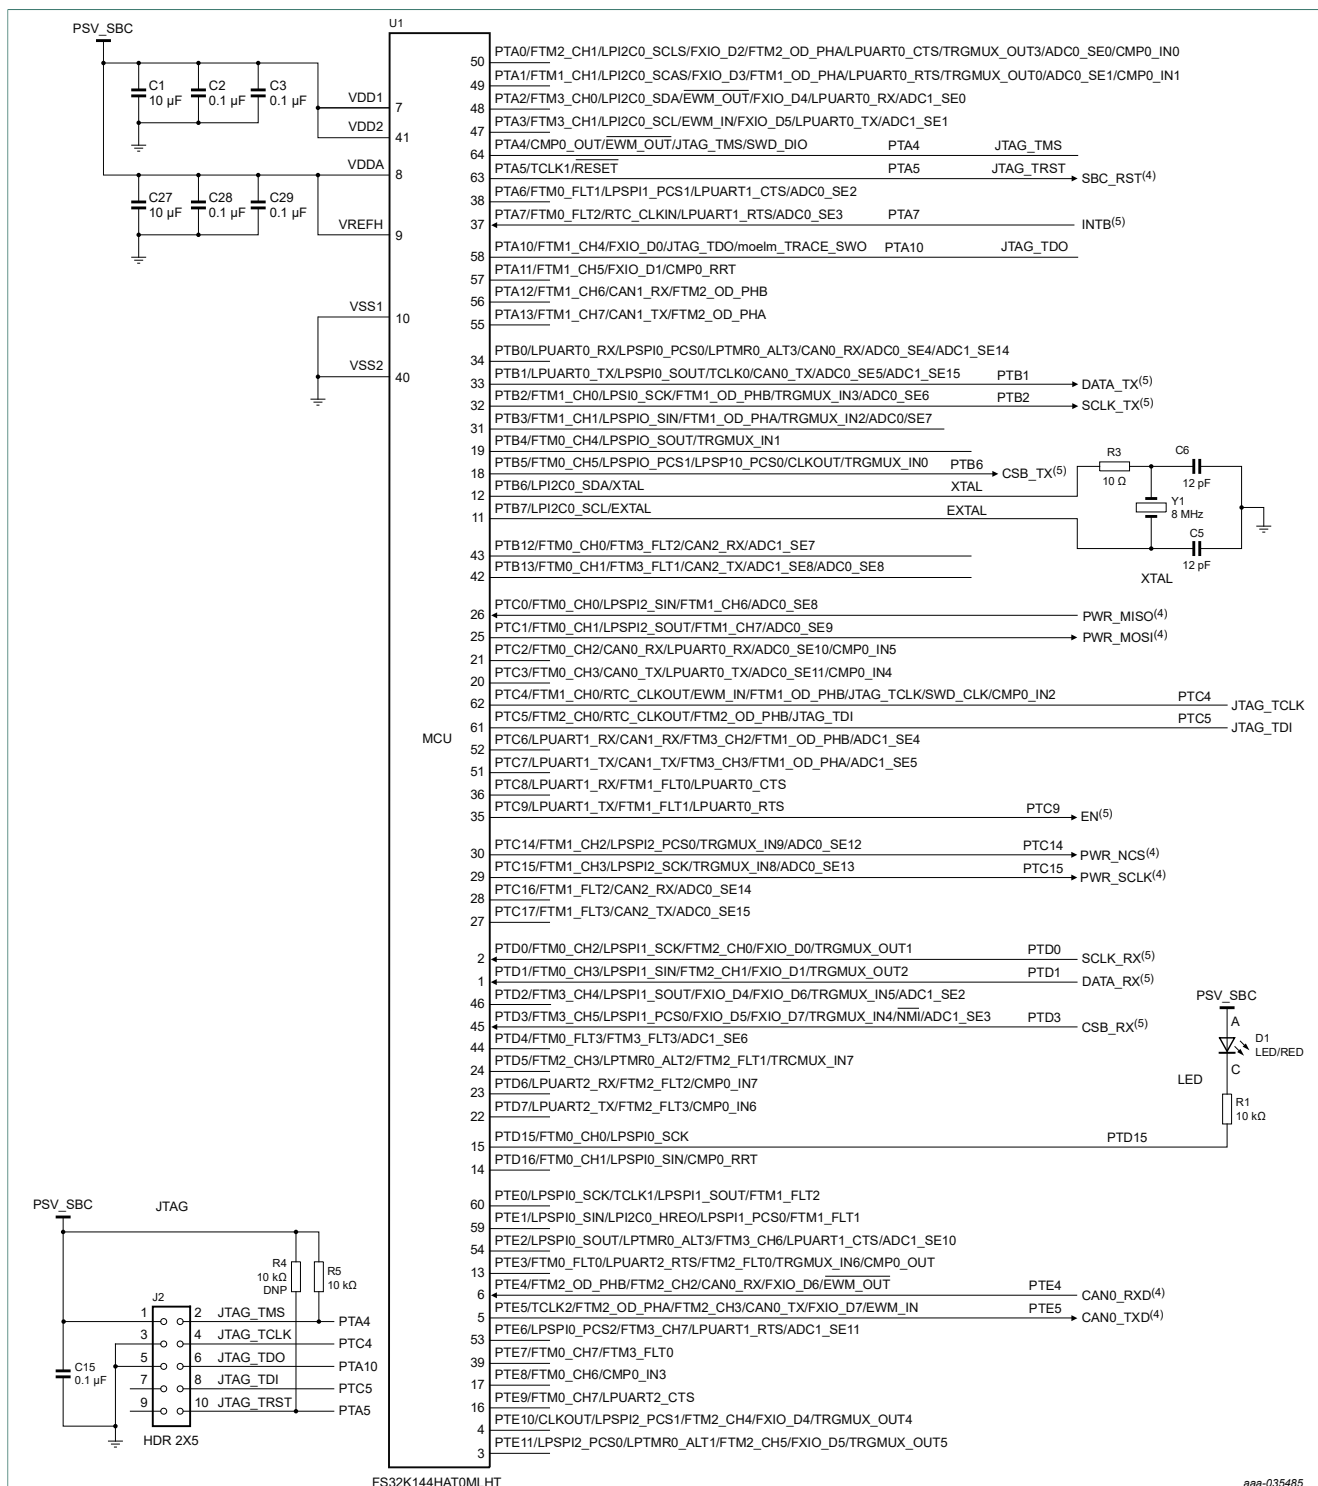 PSV_SBC
U1
C1
10 µF
C2
0.1 µF
C3
0.1 µF
VDD1
7
VDD2
41
VDDA
8
C27
10 µF
C28
0.1 µF
C29
0.1 µF
VREFH
9
VSS1
10
VSS2
40
MCU
PTA0/FTM2_CH1/LPI2C0_SCLS/FXIO_D2/FTM2_OD_PHA/LPUART0_CTS/TRGMUX_OUT3/ADC0_SE0/CMP0_IN0
50
PTA1/FTM1_CH1/LPI2C0_SCAS/FXIO_D3/FTM1_OD_PHA/LPUART0_RTS/TRGMUX_OUT0/ADC0_SE1/CMP0_IN1
49
PTA2/FTM3_CH0/LPI2C0_SDA/EWM_OUT/FXIO_D4/LPUART0_RX/ADC1_SE0
48
PTA3/FTM3_CH1/LPI2C0_SCL/EWM_IN/FXIO_D5/LPUART0_TX/ADC1_SE1
47
PTA4/CMP0_OUT/EWM_OUT/JTAG_TMS/SWD_DIO PTA4 JTAG_TMS
64
PTA5/TCLK1/RESET PTA5 JTAG_TRST
63 SBC_RST(4)
PTA6/FTM0_FLT1/LPSPI1_PCS1/LPUART1_CTS/ADC0_SE2
38
PTA7/FTM0_FLT2/RTC_CLKIN/LPUART1_RTS/ADC0_SE3 PTA7
37 INTB(5)
PTA10/FTM1_CH4/FXIO_D0/JTAG_TDO/moelm_TRACE_SWO PTA10 JTAG_TDO
58
PTA11/FTM1_CH5/FXIO_D1/CMP0_RRT
57
PTA12/FTM1_CH6/CAN1_RX/FTM2_OD_PHB
56
PTA13/FTM1_CH7/CAN1_TX/FTM2_OD_PHA
55
PTB0/LPUART0_RX/LPSPI0_PCS0/LPTMR0_ALT3/CAN0_RX/ADC0_SE4/ADC1_SE14
34
PTB1/LPUART0_TX/LPSPI0_SOUT/TCLK0/CAN0_TX/ADC0_SE5/ADC1_SE15 PTB1
33 DATA_TX(5)
PTB2/FTM1_CH0/LPSI0_SCK/FTM1_OD_PHB/TRGMUX_IN3/ADC0_SE6 PTB2
32 SCLK_TX(5)
PTB3/FTM1_CH1/LPSPIO_SIN/FTM1_OD_PHA/TRGMUX_IN2/ADC0/SE7
31
PTB4/FTM0_CH4/LPSPIO_SOUT/TRGMUX_IN1
19
PTB5/FTM0_CH5/LPSPIO_PCS1/LPSP10_PCS0/CLKOUT/TRGMUX_IN0 PTB6
18 CSB_TX(5)
PTB6/LPI2C0_SDA/XTAL XTAL
12
PTB7/LPI2C0_SCL/EXTAL EXTAL
11
R3
10 Ω
C6
12 pF
Y1
8 MHz
C5
12 pF
XTAL
PTB12/FTM0_CH0/FTM3_FLT2/CAN2_RX/ADC1_SE7
43
PTB13/FTM0_CH1/FTM3_FLT1/CAN2_TX/ADC1_SE8/ADC0_SE8
42
PTC0/FTM0_CH0/LPSPI2_SIN/FTM1_CH6/ADC0_SE8
26 PWR_MISO(4)
PTC1/FTM0_CH1/LPSPI2_SOUT/FTM1_CH7/ADC0_SE9
25 PWR_MOSI(4)
PTC2/FTM0_CH2/CAN0_RX/LPUART0_RX/ADC0_SE10/CMP0_IN5
21
PTC3/FTM0_CH3/CAN0_TX/LPUART0_TX/ADC0_SE11/CMP0_IN4
20
PTC4/FTM1_CH0/RTC_CLKOUT/EWM_IN/FTM1_OD_PHB/JTAG_TCLK/SWD_CLK/CMP0_IN2 PTC4
62 JTAG_TCLK
PTC5/FTM2_CH0/RTC_CLKOUT/FTM2_OD_PHB/JTAG_TDI PTC5
61 JTAG_TDI
PTC6/LPUART1_RX/CAN1_RX/FTM3_CH2/FTM1_OD_PHB/ADC1_SE4
52
PTC7/LPUART1_TX/CAN1_TX/FTM3_CH3/FTM1_OD_PHA/ADC1_SE5
51
PTC8/LPUART1_RX/FTM1_FLT0/LPUART0_CTS
36
PTC9/LPUART1_TX/FTM1_FLT1/LPUART0_RTS PTC9
35 EN(5)
PTC14/FTM1_CH2/LPSPI2_PCS0/TRGMUX_IN9/ADC0_SE12 PTC14
30 PWR_NCS(4)
PTC15/FTM1_CH3/LPSPI2_SCK/TRGMUX_IN8/ADC0_SE13 PTC15
29 PWR_SCLK(4)
PTC16/FTM1_FLT2/CAN2_RX/ADC0_SE14
28
PTC17/FTM1_FLT3/CAN2_TX/ADC0_SE15
27
PTD0/FTM0_CH2/LPSPI1_SCK/FTM2_CH0/FXIO_D0/TRGMUX_OUT1 PTD0
2 SCLK_RX(5)
PTD1/FTM0_CH3/LPSPI1_SIN/FTM2_CH1/FXIO_D1/TRGMUX_OUT2 PTD1
1 DATA_RX(5)
PTD2/FTM3_CH4/LPSPI1_SOUT/FXIO_D4/FXIO_D6/TRGMUX_IN5/ADC1_SE2
46
PTD3/FTM3_CH5/LPSPI1_PCS0/FXIO_D5/FXIO_D7/TRGMUX_IN4/NMI/ADC1_SE3 PTD3
45 CSB_RX(5)
PTD4/FTM0_FLT3/FTM3_FLT3/ADC1_SE6
44
PTD5/FTM2_CH3/LPTMR0_ALT2/FTM2_FLT1/TRCMUX_IN7
24
PTD6/LPUART2_RX/FTM2_FLT2/CMP0_IN7
23
PTD7/LPUART2_TX/FTM2_FLT3/CMP0_IN6
22
PTD15/FTM0_CH0/LPSPI0_SCK PTD15
15
PTD16/FTM0_CH1/LPSPI0_SIN/CMP0_RRT
14
PSV_SBC
A
D1
LED/RED
C
LED
R1
10 kΩ
PTE0/LPSPI0_SCK/TCLK1/LPSPI1_SOUT/FTM1_FLT2
60
PTE1/LPSPI0_SIN/LPI2C0_HREO/LPSPI1_PCS0/FTM1_FLT1
59
PTE2/LPSPI0_SOUT/LPTMR0_ALT3/FTM3_CH6/LPUART1_CTS/ADC1_SE10
54
PTE3/FTM0_FLT0/LPUART2_RTS/FTM2_FLT0/TRGMUX_IN6/CMP0_OUT
13
PTE4/FTM2_OD_PHB/FTM2_CH2/CAN0_RX/FXIO_D6/EWM_OUT PTE4
6 CAN0_RXD(4)
PTE5/TCLK2/FTM2_OD_PHA/FTM2_CH3/CAN0_TX/FXIO_D7/EWM_IN PTE5
5 CAN0_TXD(4)
PTE6/LPSPI0_PCS2/FTM3_CH7/LPUART1_RTS/ADC1_SE11
53
PTE7/FTM0_CH7/FTM3_FLT0
39
PTE8/FTM0_CH6/CMP0_IN3
17
PTE9/FTM0_CH7/LPUART2_CTS
16
PTE10/CLKOUT/LPSPI2_PCS1/FTM2_CH4/FXIO_D4/TRGMUX_OUT4
4
PTE11/LPSPI2_PCS0/LPTMR0_ALT1/FTM2_CH5/FXIO_D5/TRGMUX_OUT5
3
PSV_SBC
JTAG
R4
10 kΩ
DNP
R5
10 kΩ
J2
1 2 JTAG_TMS PTA4
3 4 JTAG_TCLK PTC4
5 6 JTAG_TDO PTA10
7 8 JTAG_TDI PTC5
9 10 JTAG_TRST PTA5
C15
0.1 µF
HDR 2X5
FS32K144HAT0MLHT
aaa-035485